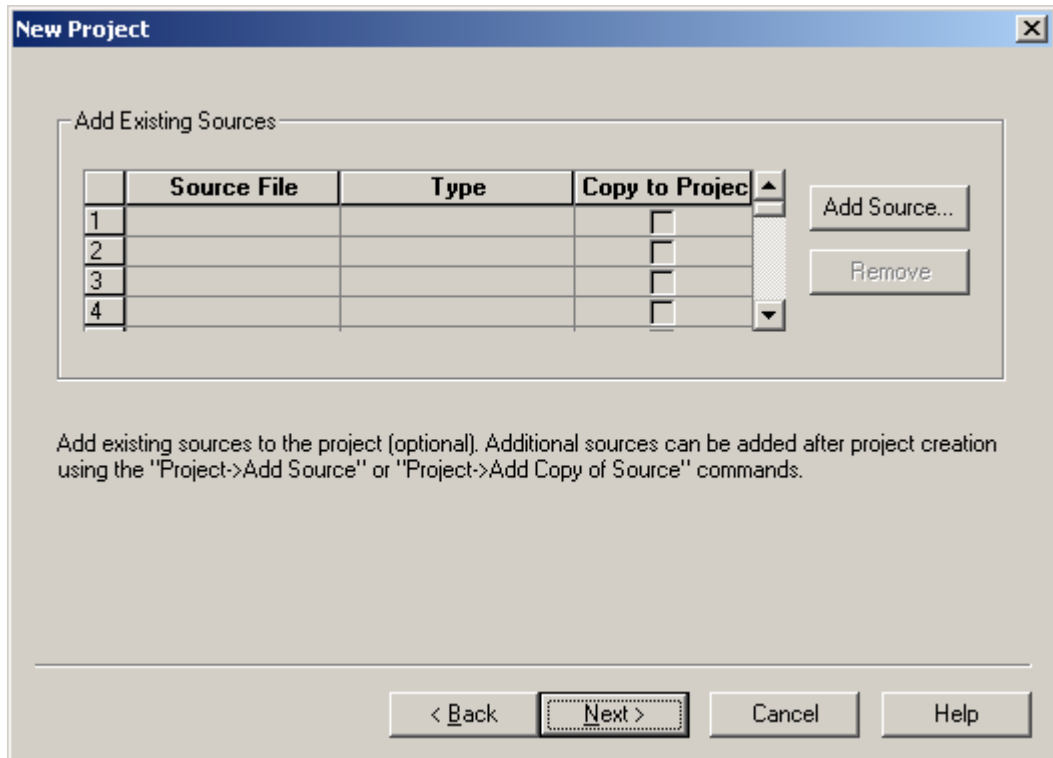 New Project
Add Existing Sources
Source File Type Copy to Projec
1
2
3
4
Add Source...
Remove
Add existing sources to the project (optional). Additional sources can be added after project creation
using the "Project->Add Source" or "Project->Add Copy of Source" commands.
< Back Next > Cancel Help